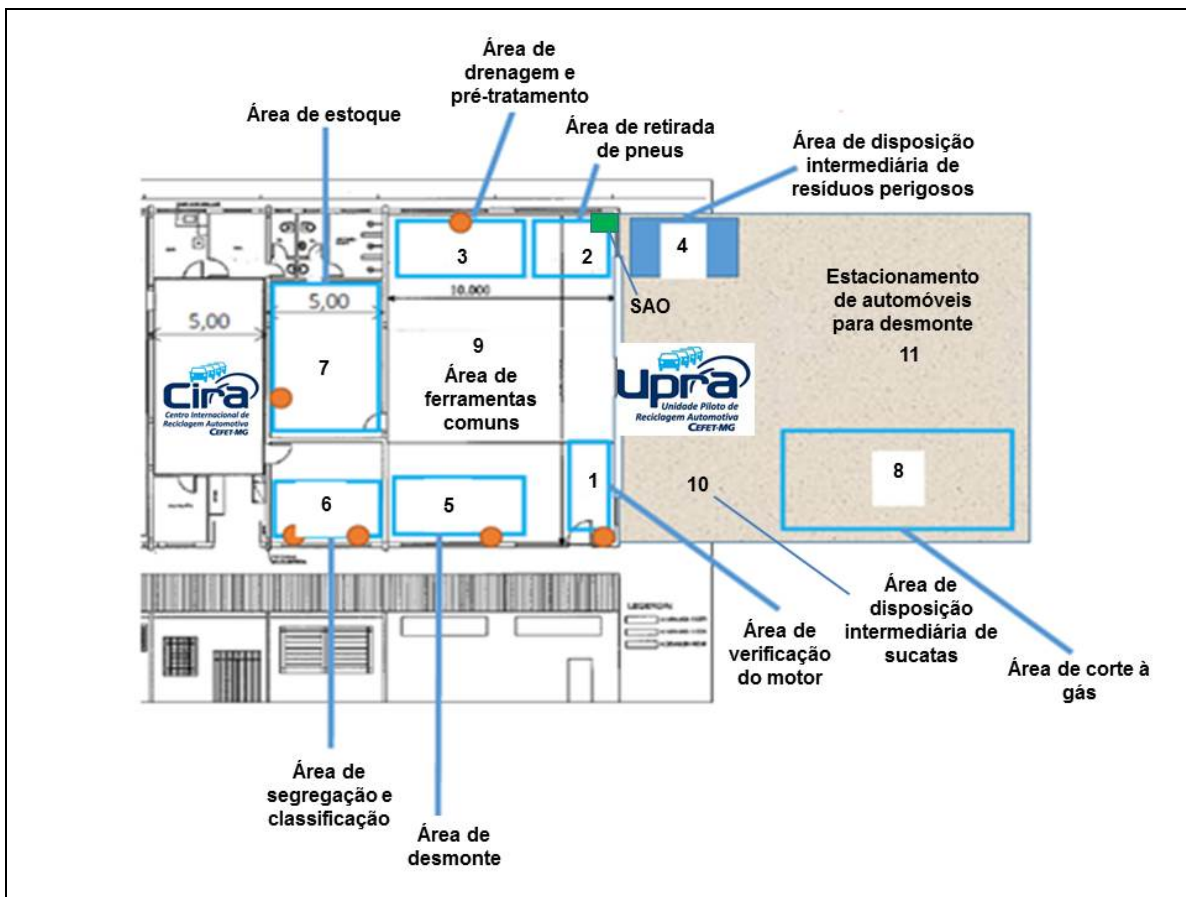 Área de
drenagem e
pré-tratamento
Área de estoque
Área de retirada
de pneus
Área de disposição
intermediária de
resíduos perigosos
3
2
4
SAO
10.000
5,00
5,00
7
9
Área de
ferramentas
comuns
Estacionamento
de automóveis
para desmonte
11
Cira
Centro Internacional de
Reciclagem Automotiva
CEFET-MG
Upra
Unidade Piloto de
Reciclagem Automotiva
CEFET-MG
6
5
1
10
8
Área de
verificação
do motor
Área de
disposição
intermediária de
sucatas
Área de corte à
gás
Área de
segregação e
classificação
Área de
desmonte